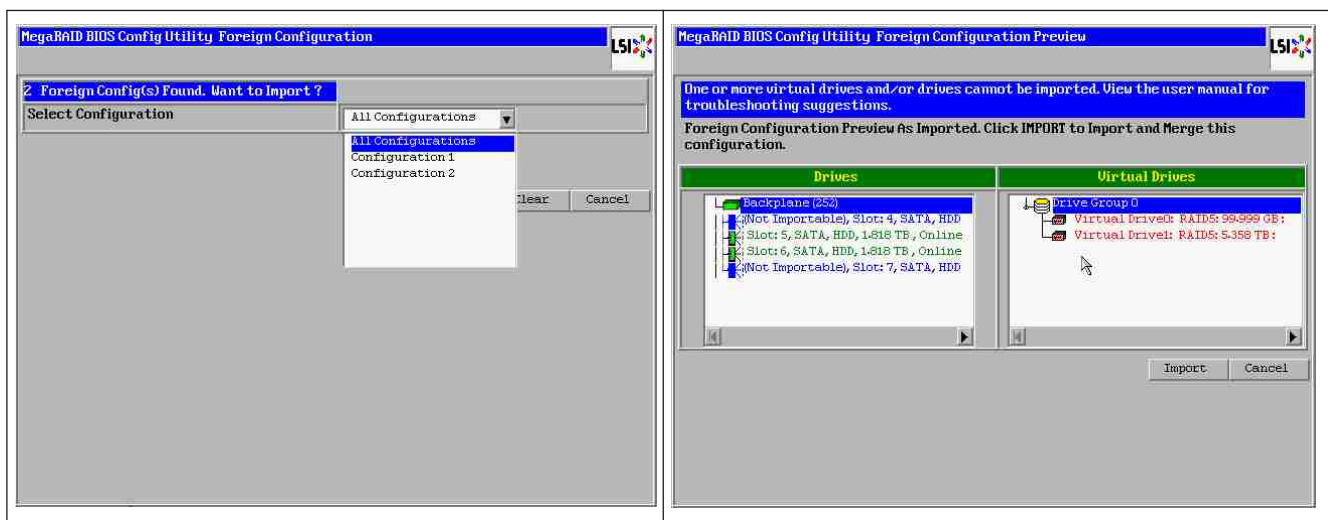 MegaRAID BIOS Config Utility Foreign Configuration
LSI
2 Foreign Config(s) Found. Want to Import ?
Select Configuration
All Configurations
All Configurations
Configuration 1
Configuration 2
Clear
Cancel
MegaRAID BIOS Config Utility Foreign Configuration Preview
LSI
One or more virtual drives and/or drives cannot be imported. View the user manual for
troubleshooting suggestions.
Foreign Configuration Preview As Imported. Click IMPORT to Import and Merge this
configuration.
Drives
Virtual Drives
Backplane (252)
(Not Importable), Slot: 4, SATA, HDD
Slot: 5, SATA, HDD, 1.818 TB, Online
Slot: 6, SATA, HDD, 1.818 TB, Online
(Not Importable), Slot: 7, SATA, HDD
Drive Group 0
Virtual Drive0: RAID5: 99.999 GB:
Virtual Drive1: RAID5: 5.358 TB:
Import
Cancel